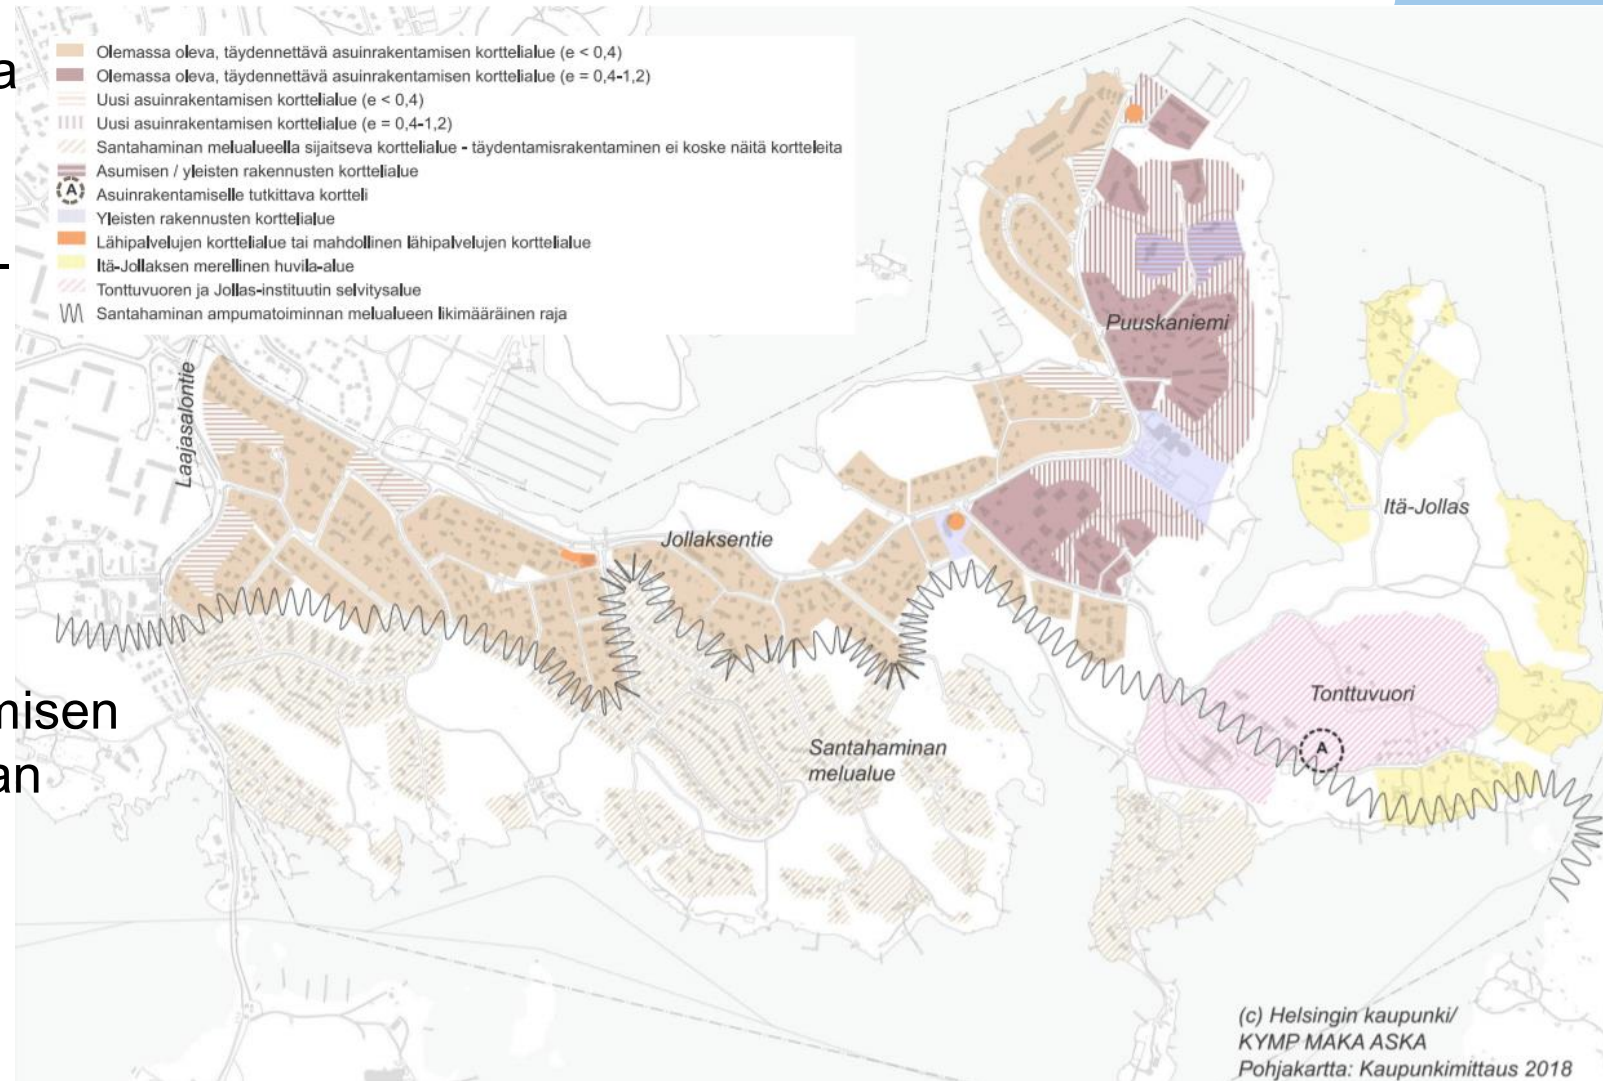 a
Olemassa oleva, täydennettävä asuinrakentamisen korttelialue (e < 0,4)
Olemassa oleva, täydennettävä asuinrakentamisen korttelialue (e = 0,4-1,2)
Uusi asuinrakentamisen korttelialue (e < 0,4)
Uusi asuinrakentamisen korttelialue (e = 0,4-1,2)
Santahaminan melualueella sijaitseva korttelialue - täydentamisrakentaminen ei koske näitä kortteleita
Asumisen / yleisten rakennusten korttelialue
A Asuinrakentamiselle tutkittava kortteli
Yleisten rakennusten korttelialue
Lähipalvelujen korttelialue tai mahdollinen lähipalvelujen korttelialue
-
Itä-Jollaksen merellinen huvila-alue
Tonttuvuoren ja Jollas-instituutin selvitysalue
Santahaminan ampumatoiminnan melualueen likimääräinen raja
Puuskaniemi
Laajasalontie
Itä-Jollas
Jollaksentie
Tonttuvuori
misen
an
Santahaminan
melualue
A
(c) Helsingin kaupunki/
KYMP MAKA ASKA
Pohjakartta: Kaupunkimittaus 2018